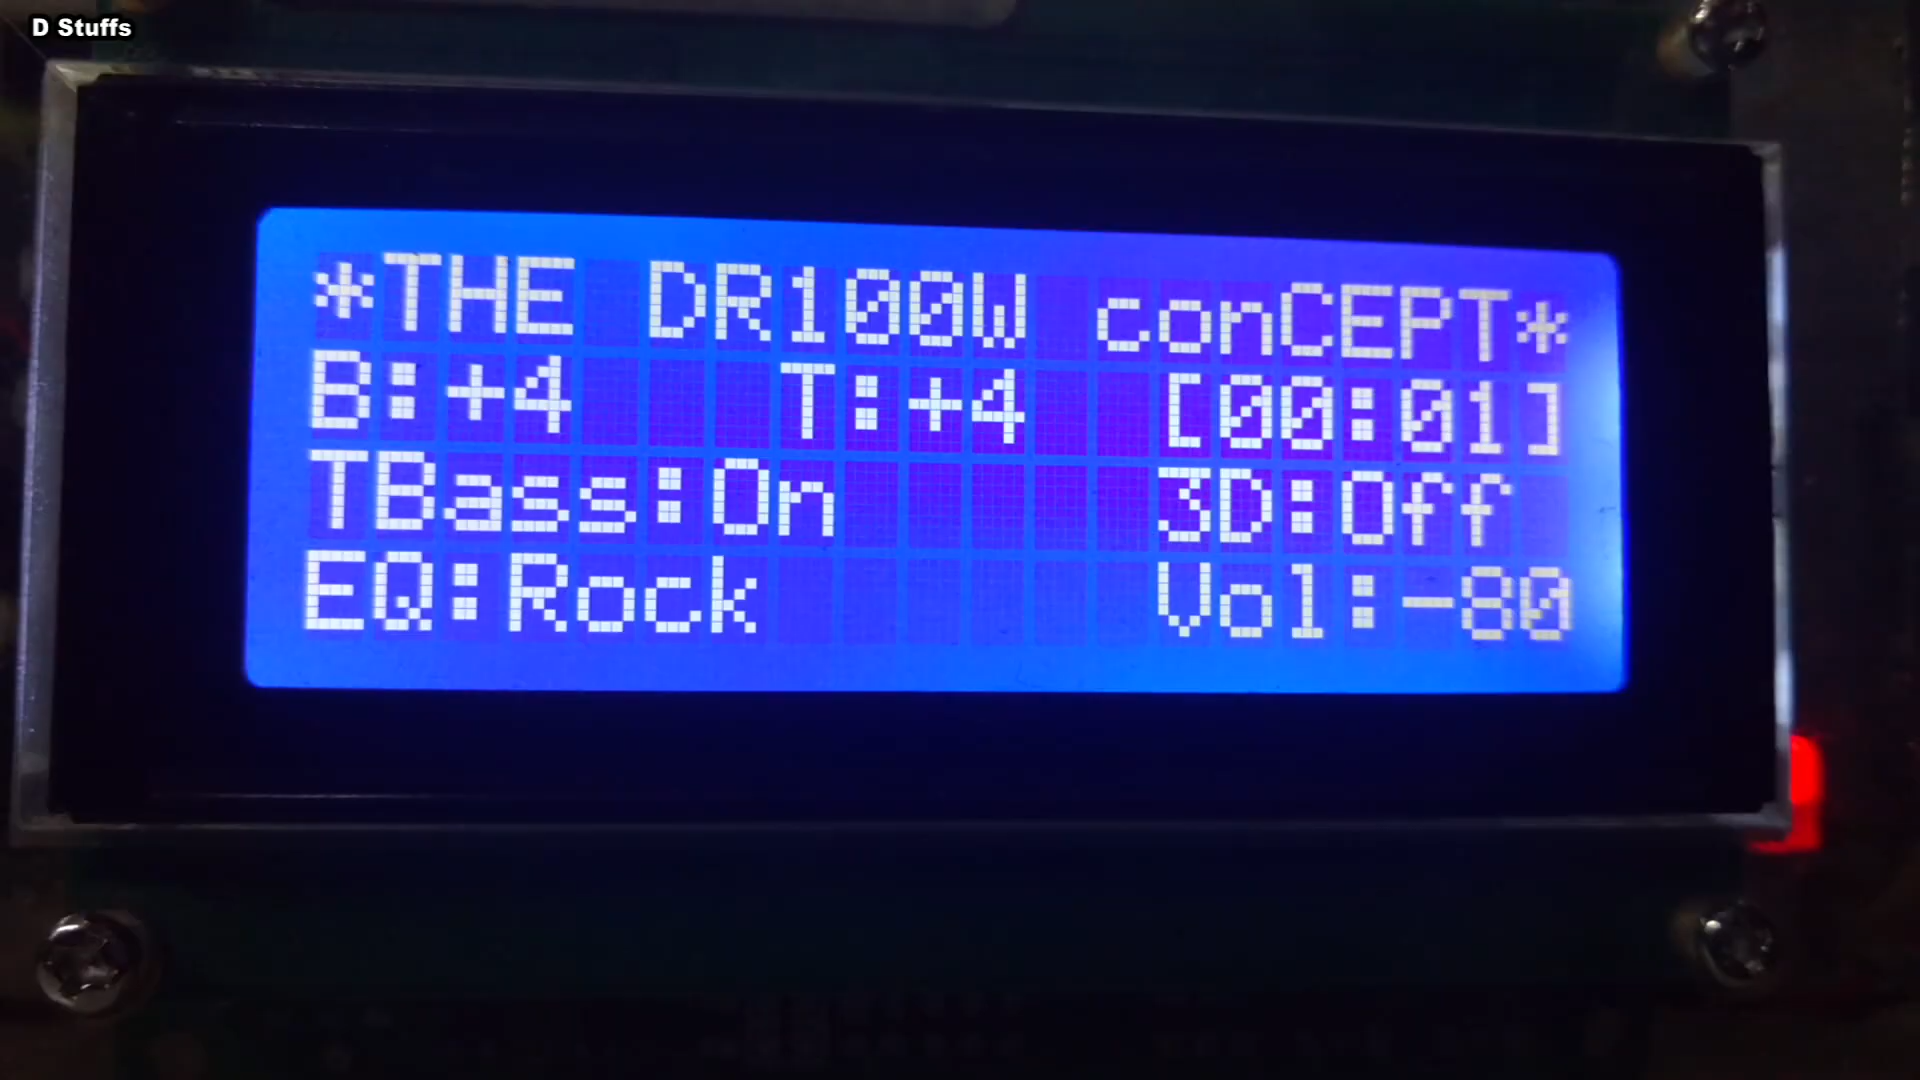 D Stuffs
*THE DR100W conCEPT*
B:+4 T:+4 [00:01]
TBass:On 3D:Off
EQ:Rock Vol:-80